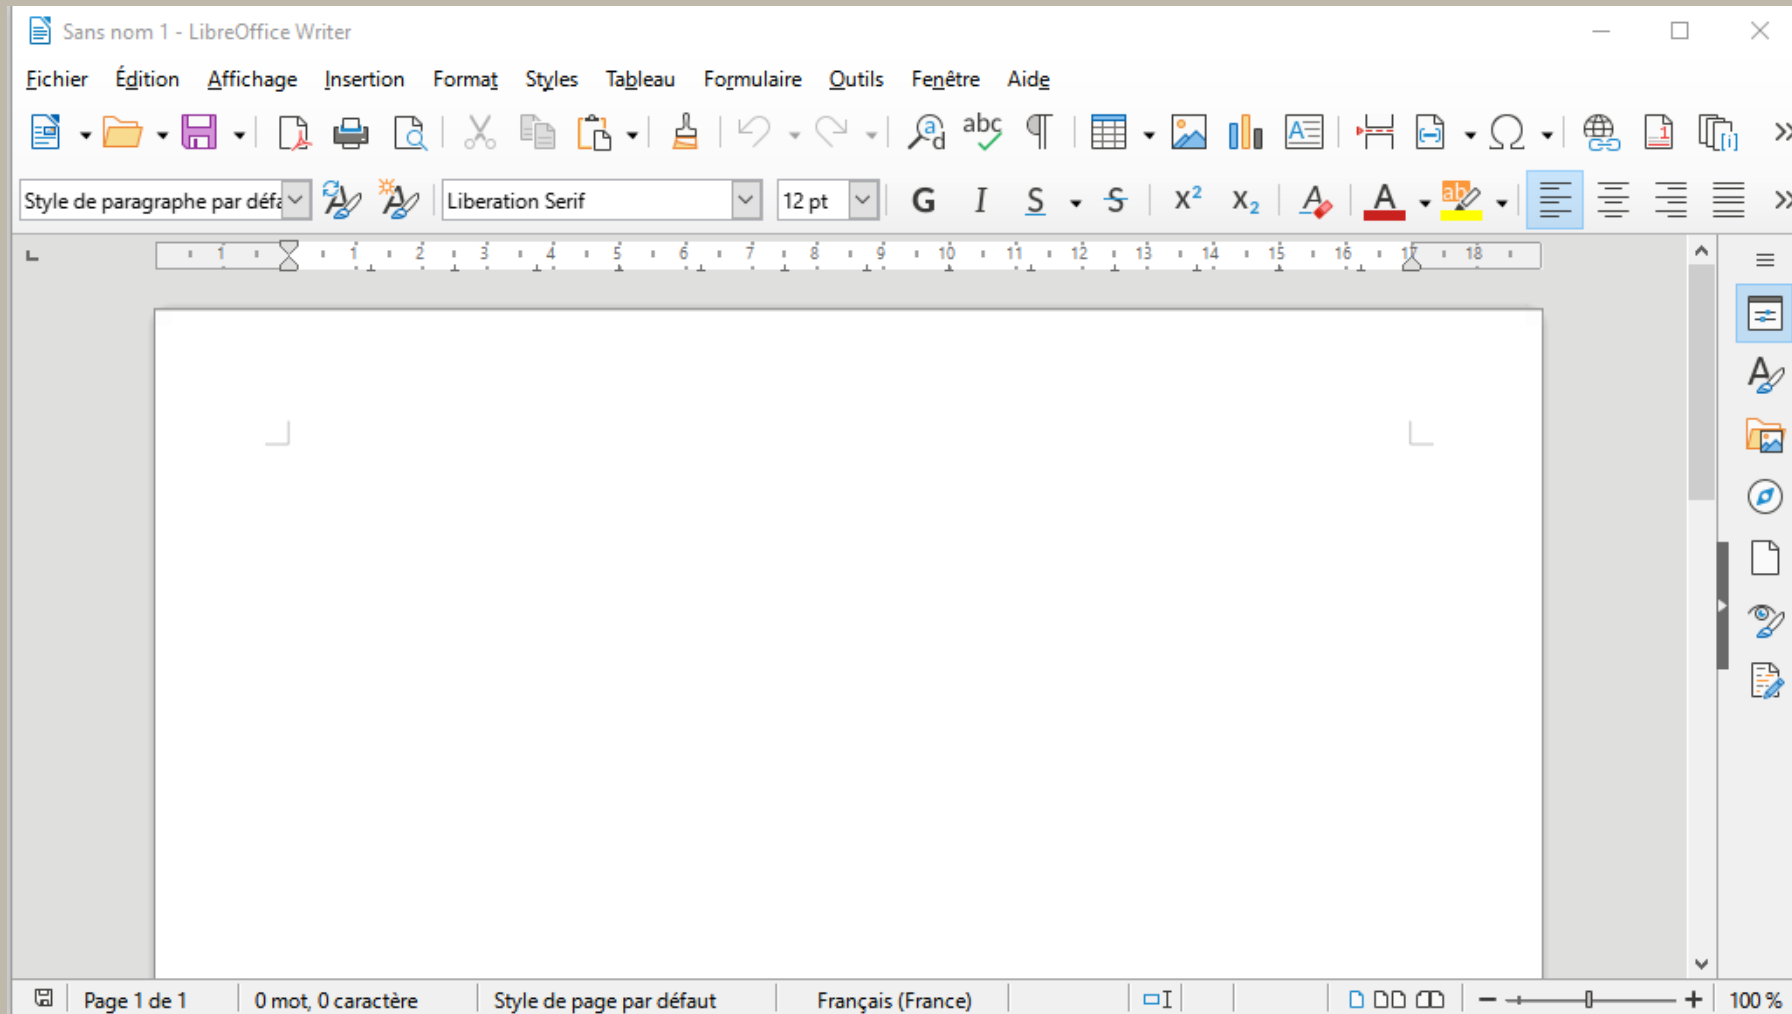 Sans nom 1 - LibreOffice Writer
Fichier Édition Affichage Insertion Format Styles Tableau Formulaire Outils Fenêtre Aide
Style de paragraphe par défa Liberation Serif 12 pt G I S S X² X₂ A A ab
1 1 2 3 4 5 6 7 8 9 10 11 12 13 14 15 16 17 18
Page 1 de 1 0 mot, 0 caractère Style de page par défaut Français (France) 100 %